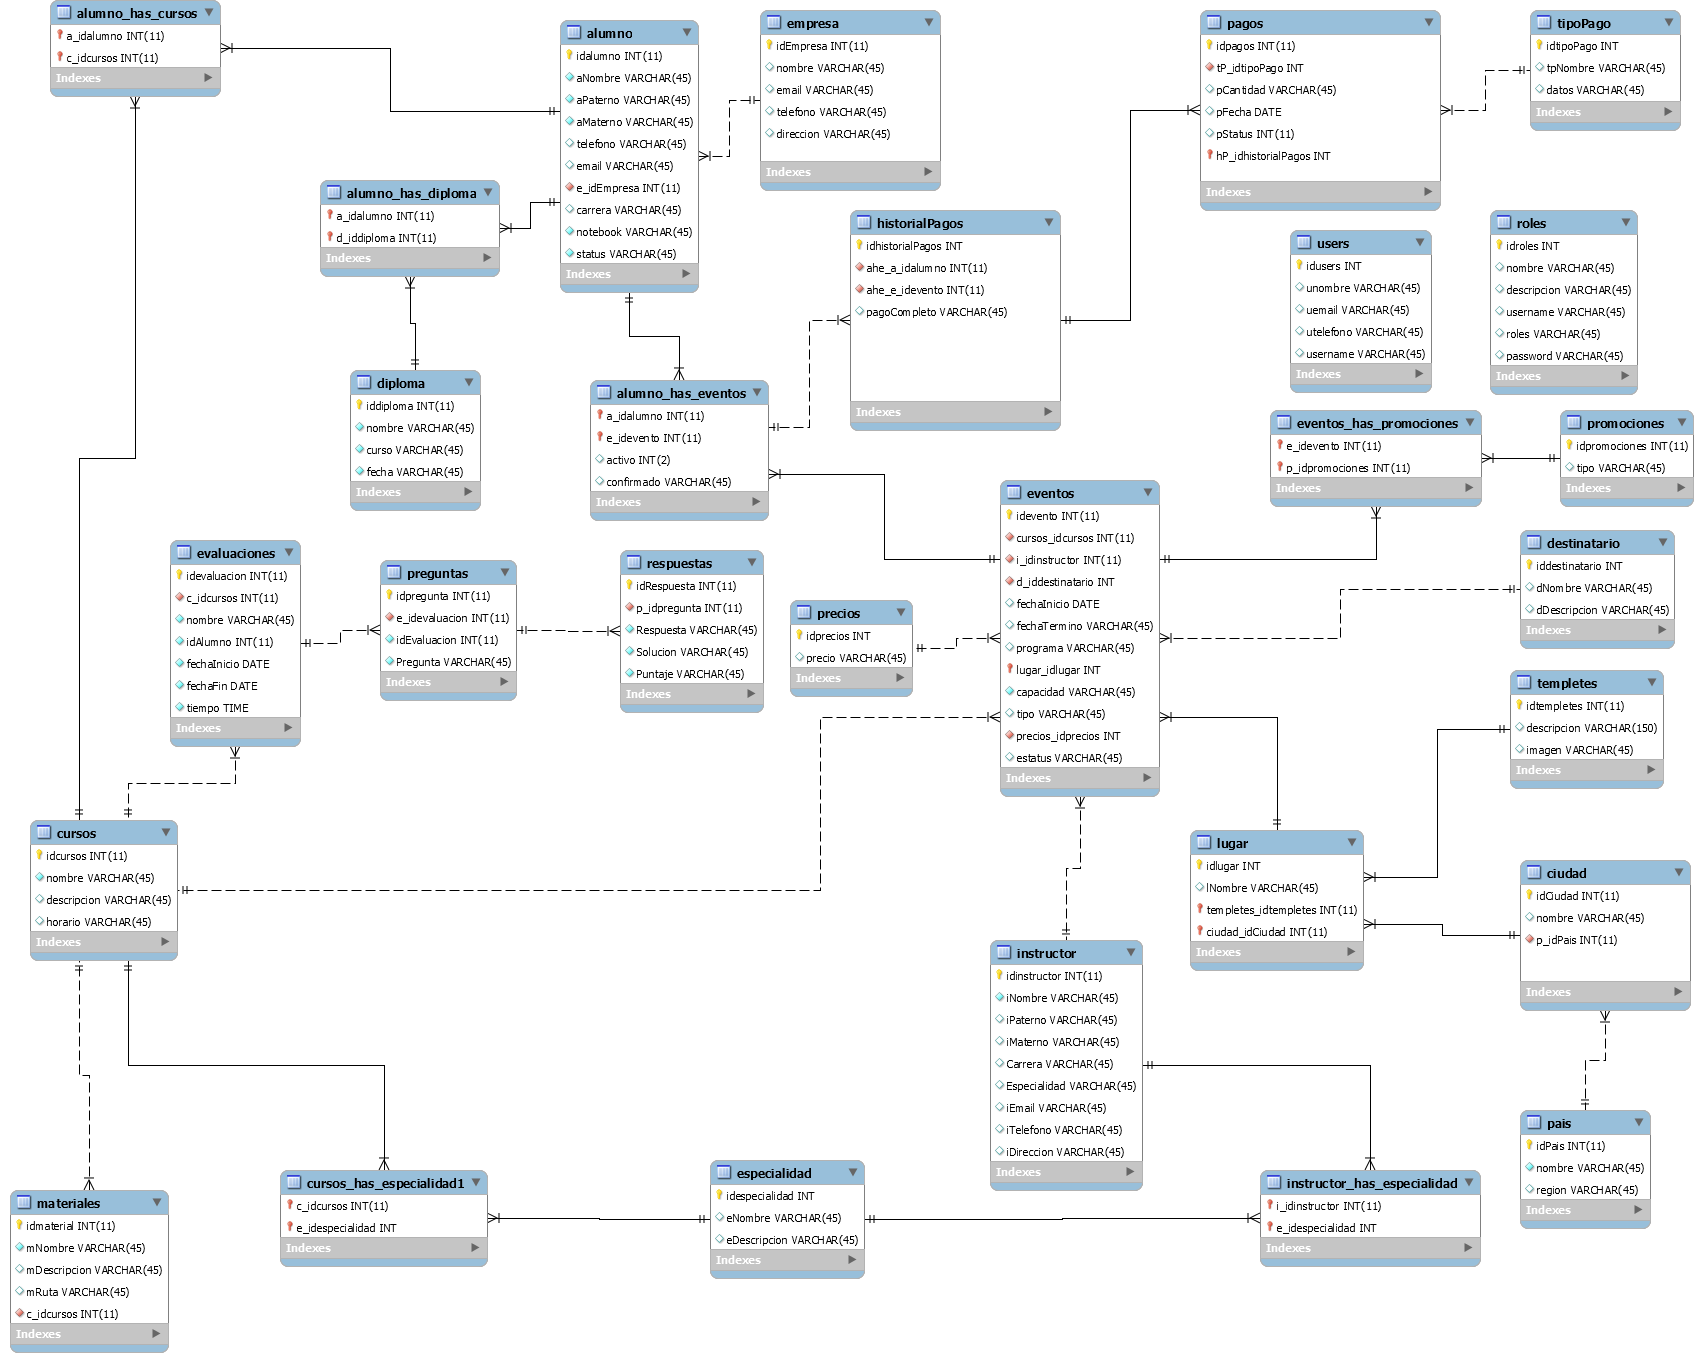 alumno_has_cursos
a_idalumno INT(11)
c_idcursos INT(11)
Indexes
alumno
idalumno INT(11)
aNombre VARCHAR(45)
aPaterno VARCHAR(45)
aMaterno VARCHAR(45)
telefono VARCHAR(45)
email VARCHAR(45)
e_idEmpresa INT(11)
carrera VARCHAR(45)
notebook VARCHAR(45)
status VARCHAR(45)
Indexes
empresa
idEmpresa INT(11)
nombre VARCHAR(45)
email VARCHAR(45)
telefono VARCHAR(45)
direccion VARCHAR(45)
Indexes
pagos
idpagos INT(11)
tP_idtipoPago INT
pCantidad VARCHAR(45)
pFecha DATE
pStatus INT(11)
hP_idhistorialPagos INT
Indexes
tipoPago
idtipoPago INT
tpNombre VARCHAR(45)
datos VARCHAR(45)
Indexes
alumno_has_diploma
a_idalumno INT(11)
d_iddiploma INT(11)
Indexes
historialPagos
idhistorialPagos INT
ahe_a_idalumno INT(11)
ahe_e_idevento INT(11)
pagoCompleto VARCHAR(45)
Indexes
users
idusers INT
unombre VARCHAR(45)
uemail VARCHAR(45)
utelefono VARCHAR(45)
username VARCHAR(45)
Indexes
roles
idroles INT
nombre VARCHAR(45)
descripcion VARCHAR(45)
username VARCHAR(45)
roles VARCHAR(45)
password VARCHAR(45)
Indexes
diploma
iddiploma INT(11)
nombre VARCHAR(45)
curso VARCHAR(45)
fecha VARCHAR(45)
Indexes
alumno_has_eventos
a_idalumno INT(11)
e_idevento INT(11)
activo INT(2)
confirmado VARCHAR(45)
Indexes
eventos_has_promociones
e_idevento INT(11)
p_idpromociones INT(11)
Indexes
promociones
idpromociones INT(11)
tipo VARCHAR(45)
Indexes
eventos
idevento INT(11)
cursos_idcursos INT(11)
i_idinstructor INT(11)
d_iddestinatario INT
fechaInicio DATE
fechaTermino VARCHAR(45)
programa VARCHAR(45)
lugar_idlugar INT
capacidad VARCHAR(45)
tipo VARCHAR(45)
precios_idprecios INT
estatus VARCHAR(45)
Indexes
destinatario
iddestinatario INT
dNombre VARCHAR(45)
dDescripcion VARCHAR(45)
Indexes
evaluaciones
idevaluacion INT(11)
c_idcursos INT(11)
nombre VARCHAR(45)
idAlumno INT(11)
fechaInicio DATE
fechaFin DATE
tiempo TIME
Indexes
preguntas
idpregunta INT(11)
e_idevaluacion INT(11)
idEvaluacion INT(11)
Pregunta VARCHAR(45)
Indexes
respuestas
idRespuesta INT(11)
p_idpregunta INT(11)
Respuesta VARCHAR(45)
Solucion VARCHAR(45)
Puntaje VARCHAR(45)
Indexes
precios
idprecios INT
precio VARCHAR(45)
Indexes
templetes
idtempletes INT(11)
descripcion VARCHAR(150)
imagen VARCHAR(45)
Indexes
cursos
idcursos INT(11)
nombre VARCHAR(45)
descripcion VARCHAR(45)
horario VARCHAR(45)
Indexes
lugar
idlugar INT
lNombre VARCHAR(45)
templetes_idtempletes INT(11)
ciudad_idCiudad INT(11)
Indexes
ciudad
idCiudad INT(11)
nombre VARCHAR(45)
p_idPais INT(11)
Indexes
instructor
idinstructor INT(11)
iNombre VARCHAR(45)
iPaterno VARCHAR(45)
iMaterno VARCHAR(45)
Carrera VARCHAR(45)
Especialidad VARCHAR(45)
iEmail VARCHAR(45)
iTelefono VARCHAR(45)
iDireccion VARCHAR(45)
Indexes
pais
idPais INT(11)
nombre VARCHAR(45)
region VARCHAR(45)
Indexes
materiales
idmaterial INT(11)
mNombre VARCHAR(45)
mDescripcion VARCHAR(45)
mRuta VARCHAR(45)
c_idcursos INT(11)
Indexes
cursos_has_especialidad1
c_idcursos INT(11)
e_idespecialidad INT
Indexes
especialidad
idespecialidad INT
eNombre VARCHAR(45)
eDescripcion VARCHAR(45)
Indexes
instructor_has_especialidad
i_idinstructor INT(11)
e_idespecialidad INT
Indexes